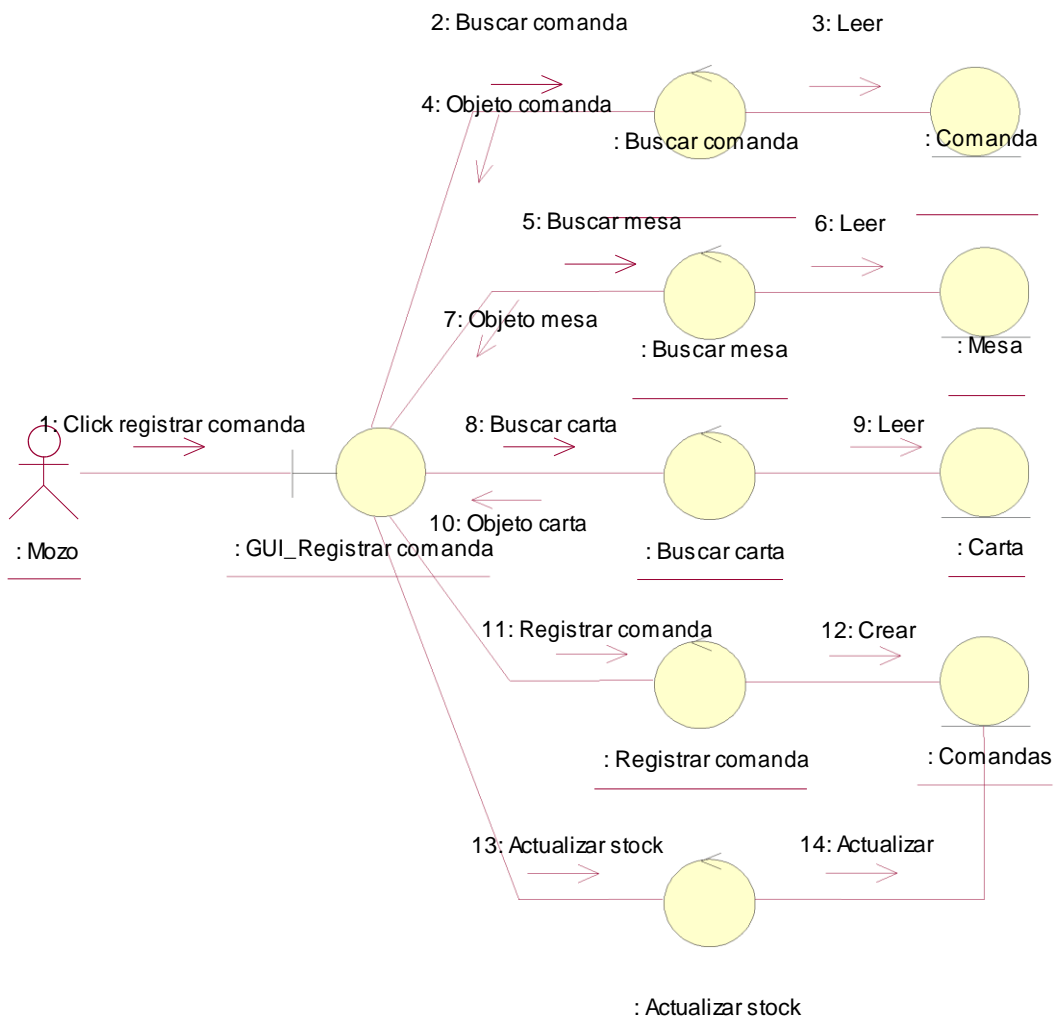 2: Buscar comanda
3: Leer
4: Objeto comanda
: Buscar comanda
: Comanda
5: Buscar mesa
6: Leer
7: Objeto mesa
: Buscar mesa
: Mesa
1: Click registrar comanda
8: Buscar carta
9: Leer
10: Objeto carta
: Mozo
: GUI_Registrar comanda
: Buscar carta
: Carta
11: Registrar comanda
12: Crear
: Registrar comanda
: Comandas
13: Actualizar stock
14: Actualizar
: Actualizar stock